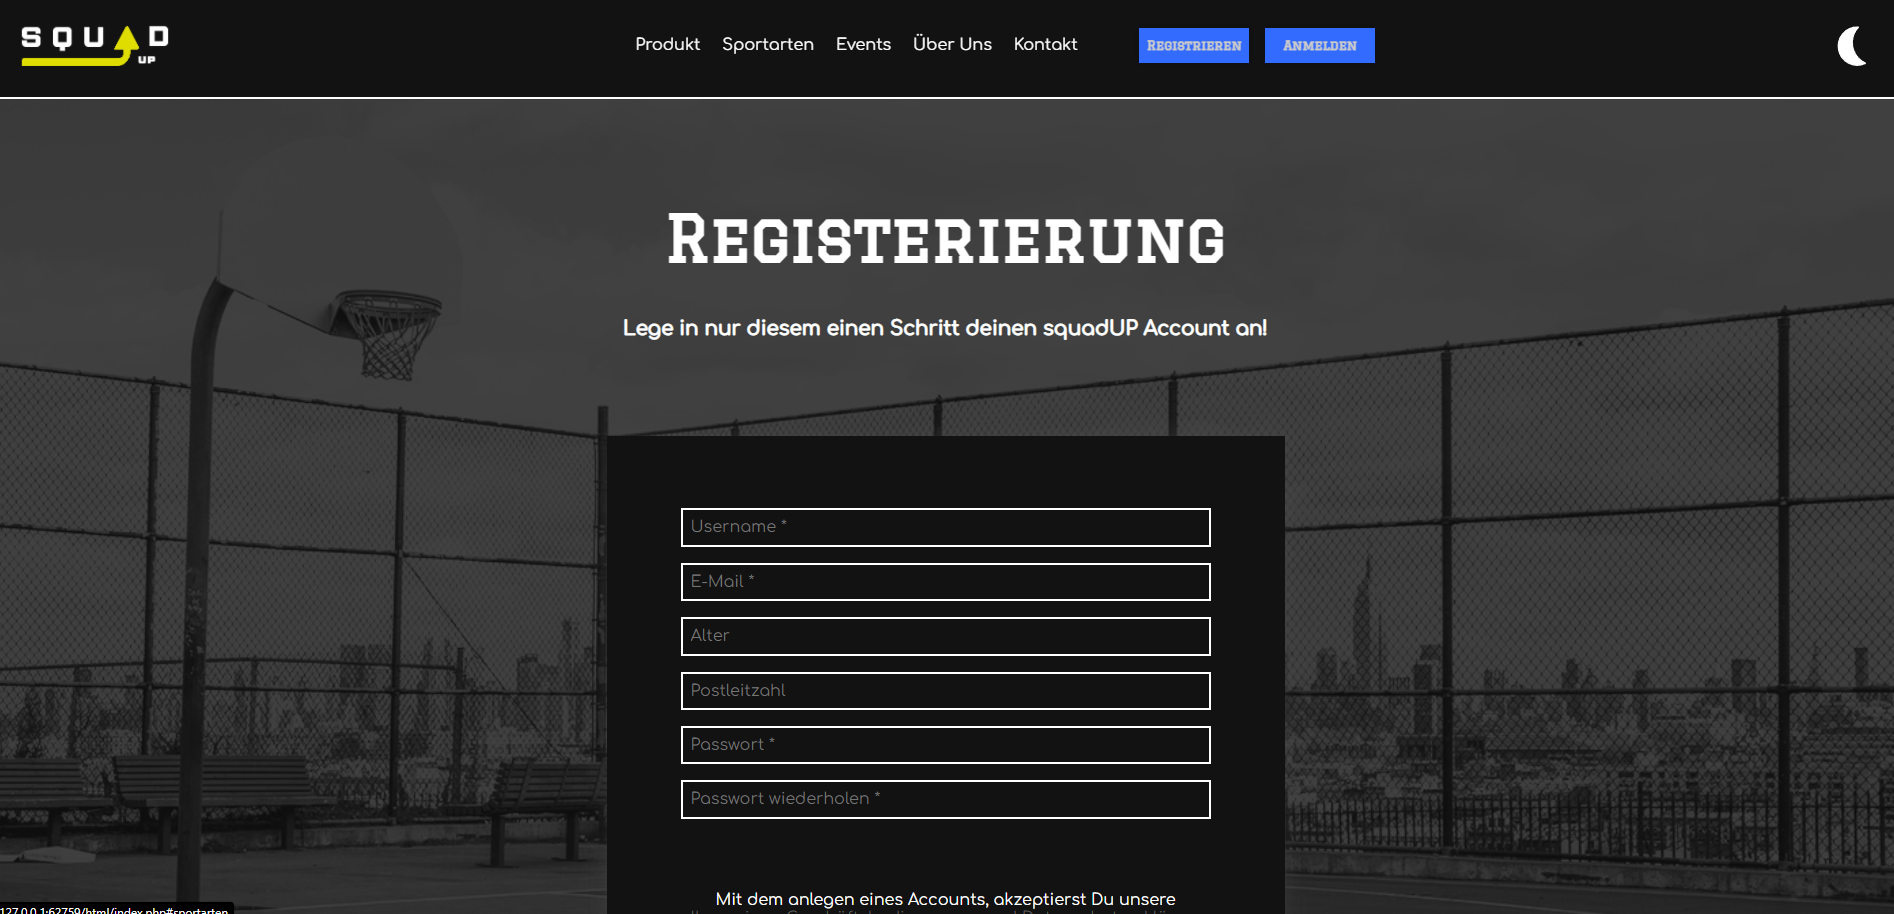 SQUAD
UP
Produkt Sportarten Events Über Uns Kontakt Registrieren Anmelden
Registerierung
Lege in nur diesem einen Schritt deinen squadUP Account an!
Username *
E-Mail *
Alter
Postleitzahl
Passwort *
Passwort wiederholen *
Mit dem anlegen eines Accounts, akzeptierst Du unsere
127.0.0.1:62759/html/index.php#sportarten